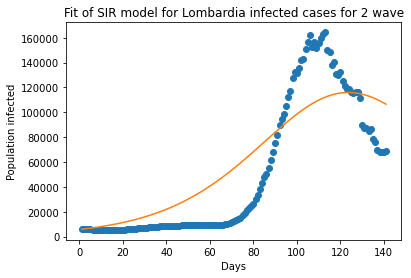 Fit of SIR model for Lombardia infected cases for 2 wave
160000
140000
120000
100000
80000
60000
40000
20000
0
Population infected
0 20 40 60 80 100 120 140
Days